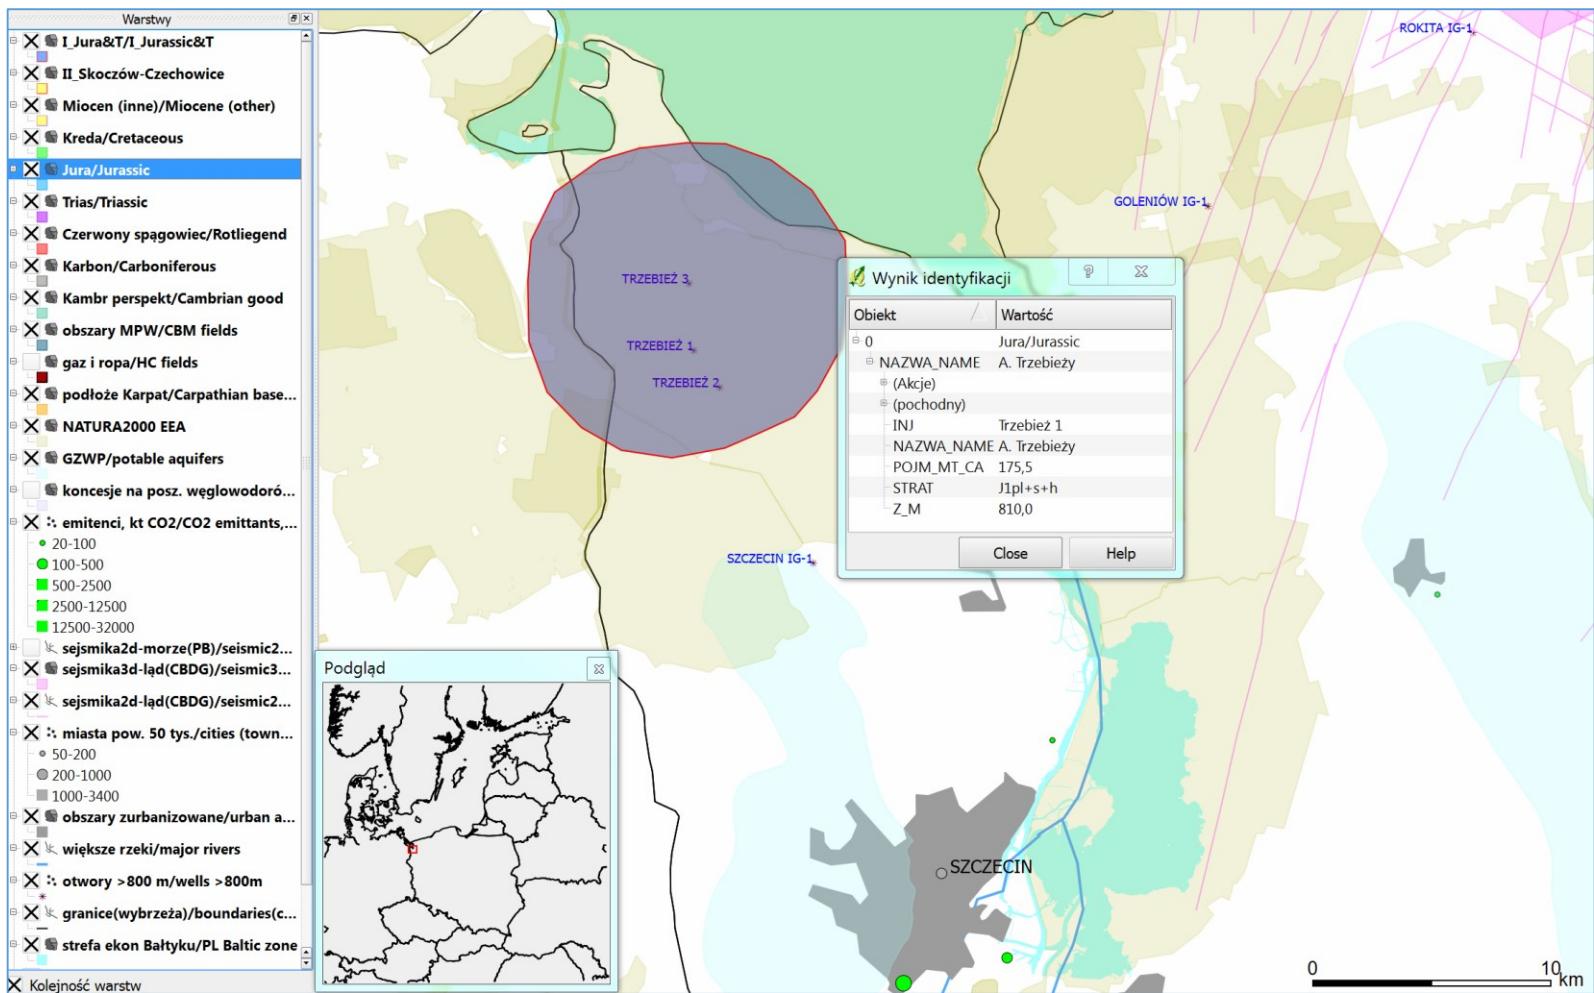 Warstwy
I_Jura&T/I_Jurassic&T
II_Skoczów-Czechowice
Miocen (inne)/Miocene (other)
Kreda/Cretaceous
Jura/Jurassic
Trias/Triassic
Czerwony spągowiec/Rotliegend
Karbon/Carboniferous
Kambr perspekt/Cambrian good
obszary MPW/CBM fields
gaz i ropa/HC fields
podłoże Karpat/Carpathian base...
NATURA2000 EEA
GZWP/potable aquifers
koncesje na posz. węglowodoró...
emitenci, kt CO2/CO2 emittants,...
20-100
100-500
500-2500
2500-12500
12500-32000
sejsmika2d-morze(PB)/seismic2...
sejsmika3d-ląd(CBDG)/seismic3...
sejsmika2d-ląd(CBDG)/seismic2...
miasta pow. 50 tys./cities (town...
50-200
200-1000
1000-3400
obszary zurbanizowane/urban a...
większe rzeki/major rivers
otwory >800 m/wells >800m
granice(wybrzeża)/boundaries(c...
strefa ekon Bałtyku/PL Baltic zone
Kolejność warstw
ROKITA IG-1
GOLENIÓW IG-1
TRZEBIEŻ 3
TRZEBIEŻ 1
TRZEBIEŻ 2
SZCZECIN IG-1
Wynik identyfikacji
Obiekt Wartość
0 Jura/Jurassic
NAZWA_NAME A. Trzebieży
(Akcje)
(pochodny)
INJ Trzebież 1
NAZWA_NAME A. Trzebieży
POJM_MT_CA 175,5
STRAT J1pl+s+h
Z_M 810,0
Close Help
Podgląd
SZCZECIN
0 10
km